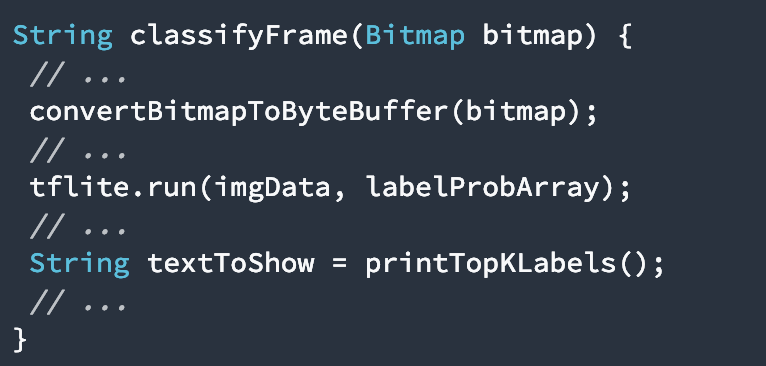 String classifyFrame(Bitmap bitmap) {
// ...
convertBitmapToByteBuffer(bitmap);
// ...
tflite.run(imgData, labelProbArray);
// ...
String textToShow = printTopKLabels();
// ...
}